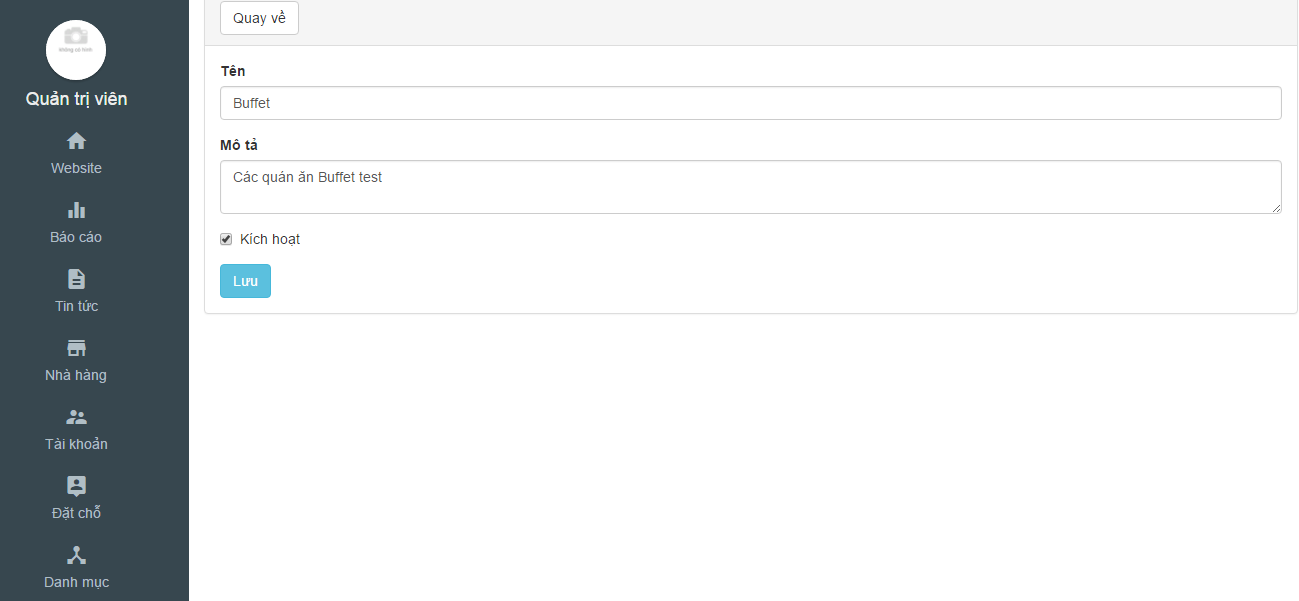 Quản trị viên
Website
Báo cáo
Tin tức
Nhà hàng
Tài khoản
Đặt chỗ
Danh mục
Quay về
Tên
Buffet
Mô tả
Các quán ăn Buffet test
Kích hoạt
Lưu